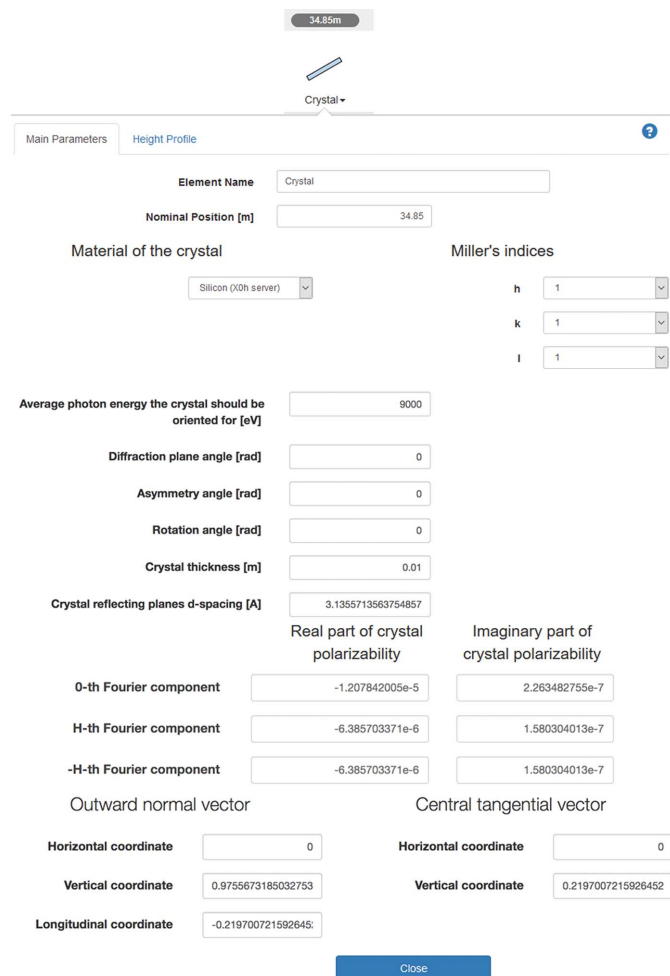 34.85m
Crystal
Main Parameters Height Profile ?
Element Name Crystal
Nominal Position [m] 34.85
Material of the crystal Miller's indices
Silicon (X0h server) h 1
k 1
l 1
Average photon energy the crystal should be
oriented for [eV] 9000
Diffraction plane angle [rad] 0
Asymmetry angle [rad] 0
Rotation angle [rad] 0
Crystal thickness [m] 0.01
Crystal reflecting planes d-spacing [A] 3.1355713563754857
Real part of crystal Imaginary part of
polarizability crystal polarizability
0-th Fourier component -1.207842005e-5 2.263482755e-7
H-th Fourier component -6.385703371e-6 1.580304013e-7
-H-th Fourier component -6.385703371e-6 1.580304013e-7
Outward normal vector Central tangential vector
Horizontal coordinate 0 Horizontal coordinate 0
Vertical coordinate 0.9755673185032753 Vertical coordinate 0.2197007215926452
Longitudinal coordinate -0.219700721592645
Close